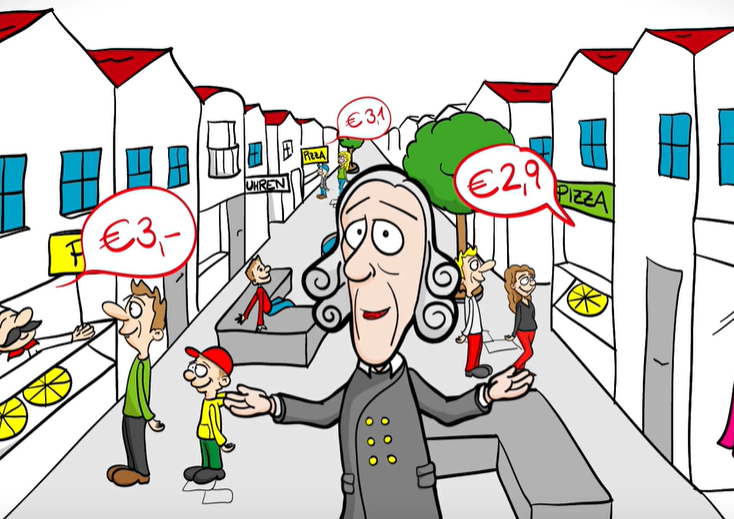 € 3,1
PIZZA
UHREN
€ 2,9
PIZZA
€ 3,-
P